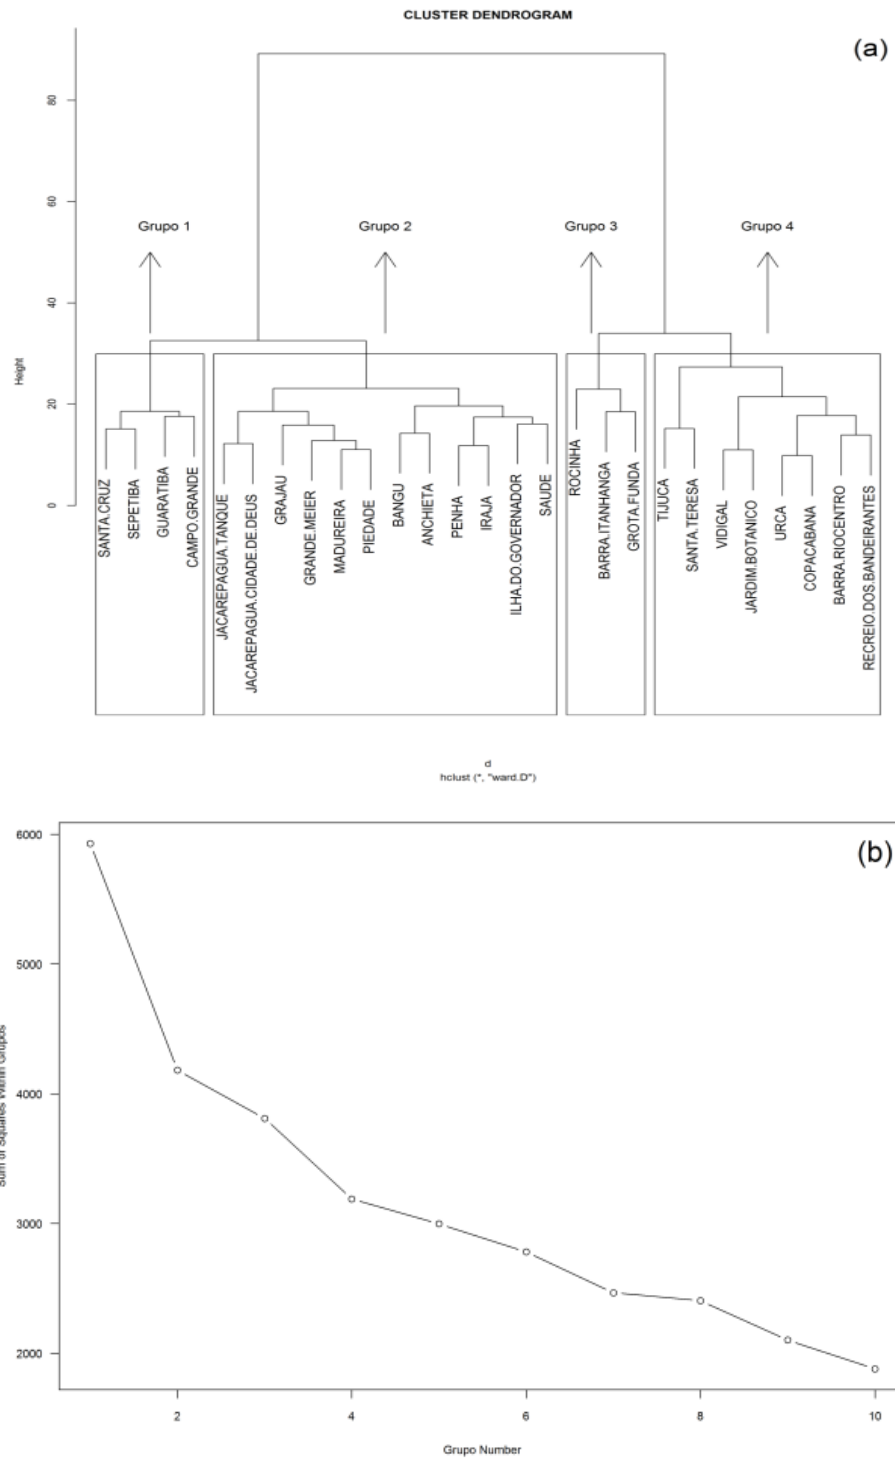 CLUSTER DENDROGRAM
(a)
80
60
40
20
0
Height
Grupo 1
Grupo 2
Grupo 3
Grupo 4
SANTA.CRUZ
SEPETIBA
GUARATIBA
CAMPO.GRANDE
JACAREPAGUA.TANQUE
JACAREPAGUA.CIDADE.DE.DEUS
GRAJAU
GRANDE.MEIER
MADUREIRA
PIEDADE
BANGU
ANCHIETA
PENHA
IRAJA
ILHA.DO.GOVERNADOR
SAUDE
ROCINHA
BARRA.ITANHANGA
GROTA.FUNDA
TIJUCA
SANTA.TERESA
VIDIGAL
JARDIM.BOTANICO
URCA
COPACABANA
BARRA.RIOCENTRO
RECREIO.DOS.BANDEIRANTES
d
hclust (*, "ward.D")
(b)
6000
5000
4000
3000
2000
Sum of Squares Within Grupos
2
4
6
8
10
Grupo Number